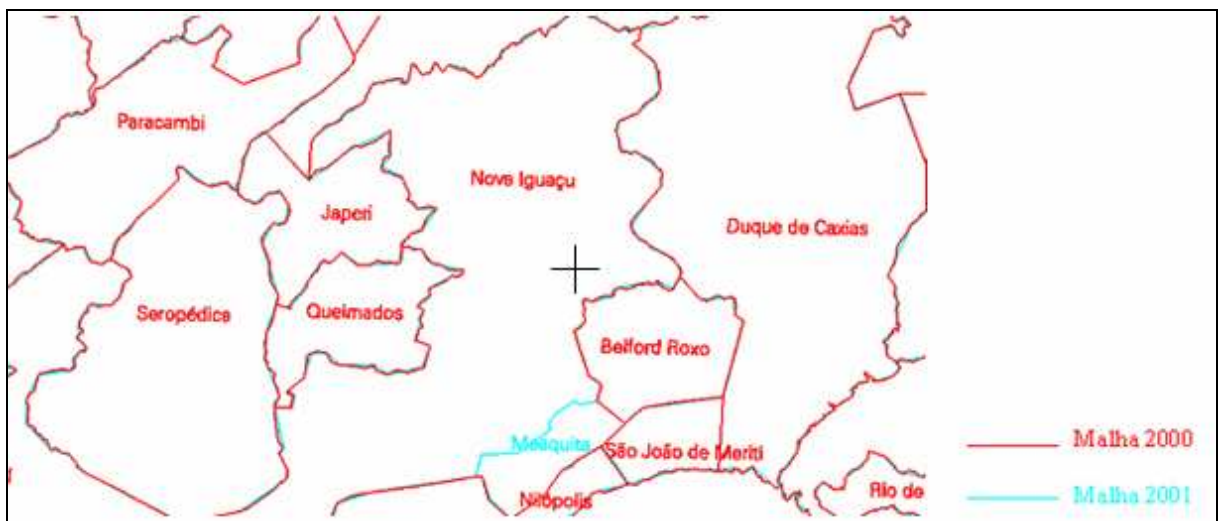 Paracambi
Nova Iguaçu
Japeri
Duque de Caxias
Seropédica
Queimados
Belford Roxo
Mesquita
São João de Meriti
Nilópolis
Rio de
Malha 2000
Malha 2001